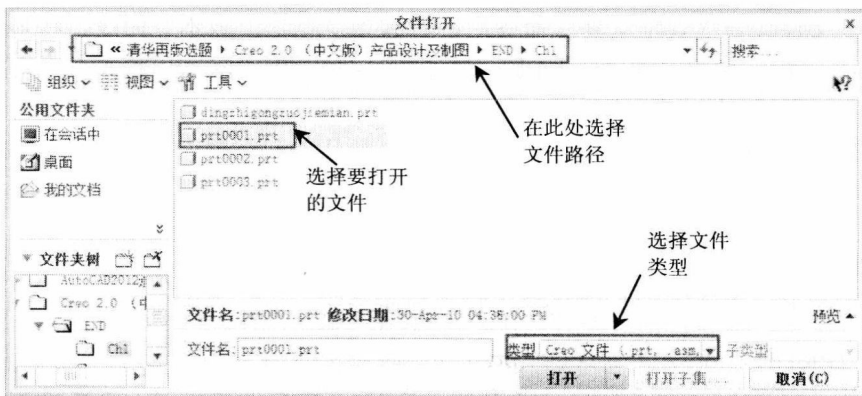 文件打开
« 清华再版选题 ▸ Creo 2.0 （中文版）产品设计及制图 ▸ END ▸ Ch1
搜索...
组织 视图 工具
公用文件夹
在会话中
桌面
我的文档
dingzhigongzuojiemian.prt
prt0001.prt
prt0002.prt
prt0003.prt
选择要打开
的文件
在此处选择
文件路径
选择文件
类型
文件夹树
AutoCAD2012
Creo 2.0 (中
END
Ch1
文件名:prt0001.prt 修改日期:30-Apr-10 04:38:00 PM
预览
文件名: prt0001.prt
类型 Creo 文件 (.prt, .asm,
子类型
打开
打开子集...
取消(C)